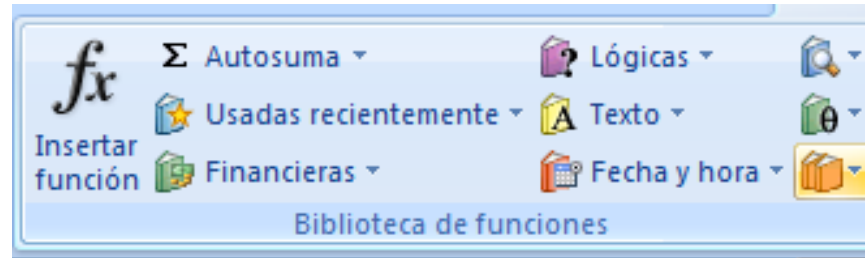 fx
Insertar
función
Σ Autosuma
Usadas recientemente
Financieras
Lógicas
Texto
Fecha y hora
θ
Biblioteca de funciones